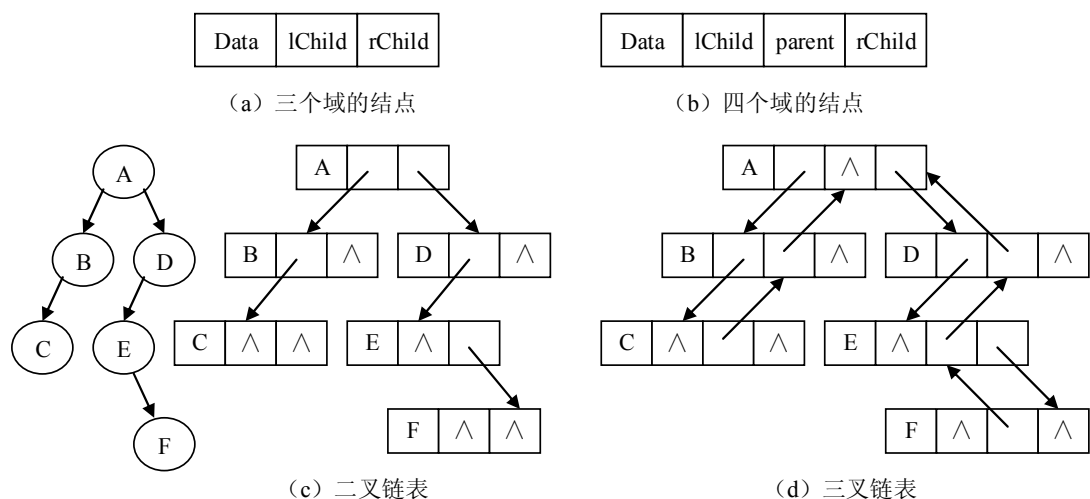 Data lChild rChild
Data lChild parent rChild
（a）三个域的结点
（b）四个域的结点
A
B D
C E
F
A
B ∧ D ∧
C ∧ ∧ E ∧
F ∧ ∧
（c）二叉链表
A ∧
B ∧ D ∧
C ∧ ∧ E ∧
F ∧ ∧
（d）三叉链表